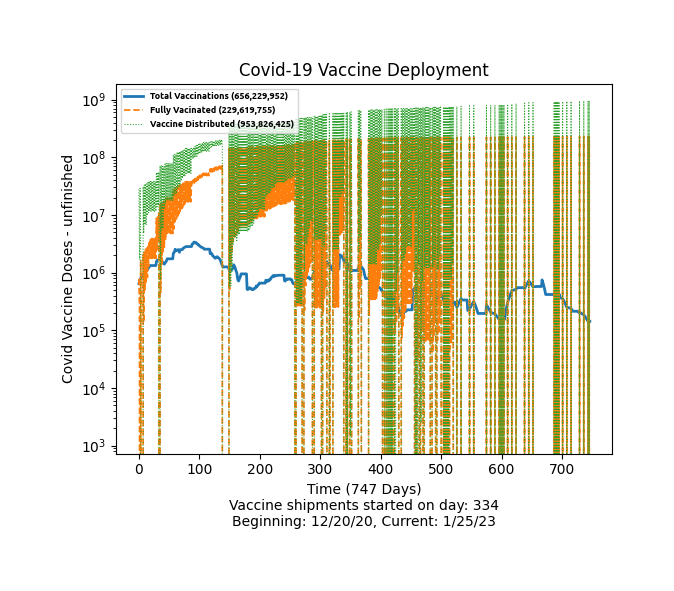 Covid-19 Vaccine Deployment
Total Vaccinations (656,229,952)
Fully Vacinated (229,619,755)
Vaccine Distributed (953,826,425)
Covid Vaccine Doses - unfinished
10⁹
10⁸
10⁷
10⁶
10⁵
10⁴
10³
0 100 200 300 400 500 600 700
Time (747 Days)
Vaccine shipments started on day: 334
Beginning: 12/20/20, Current: 1/25/23